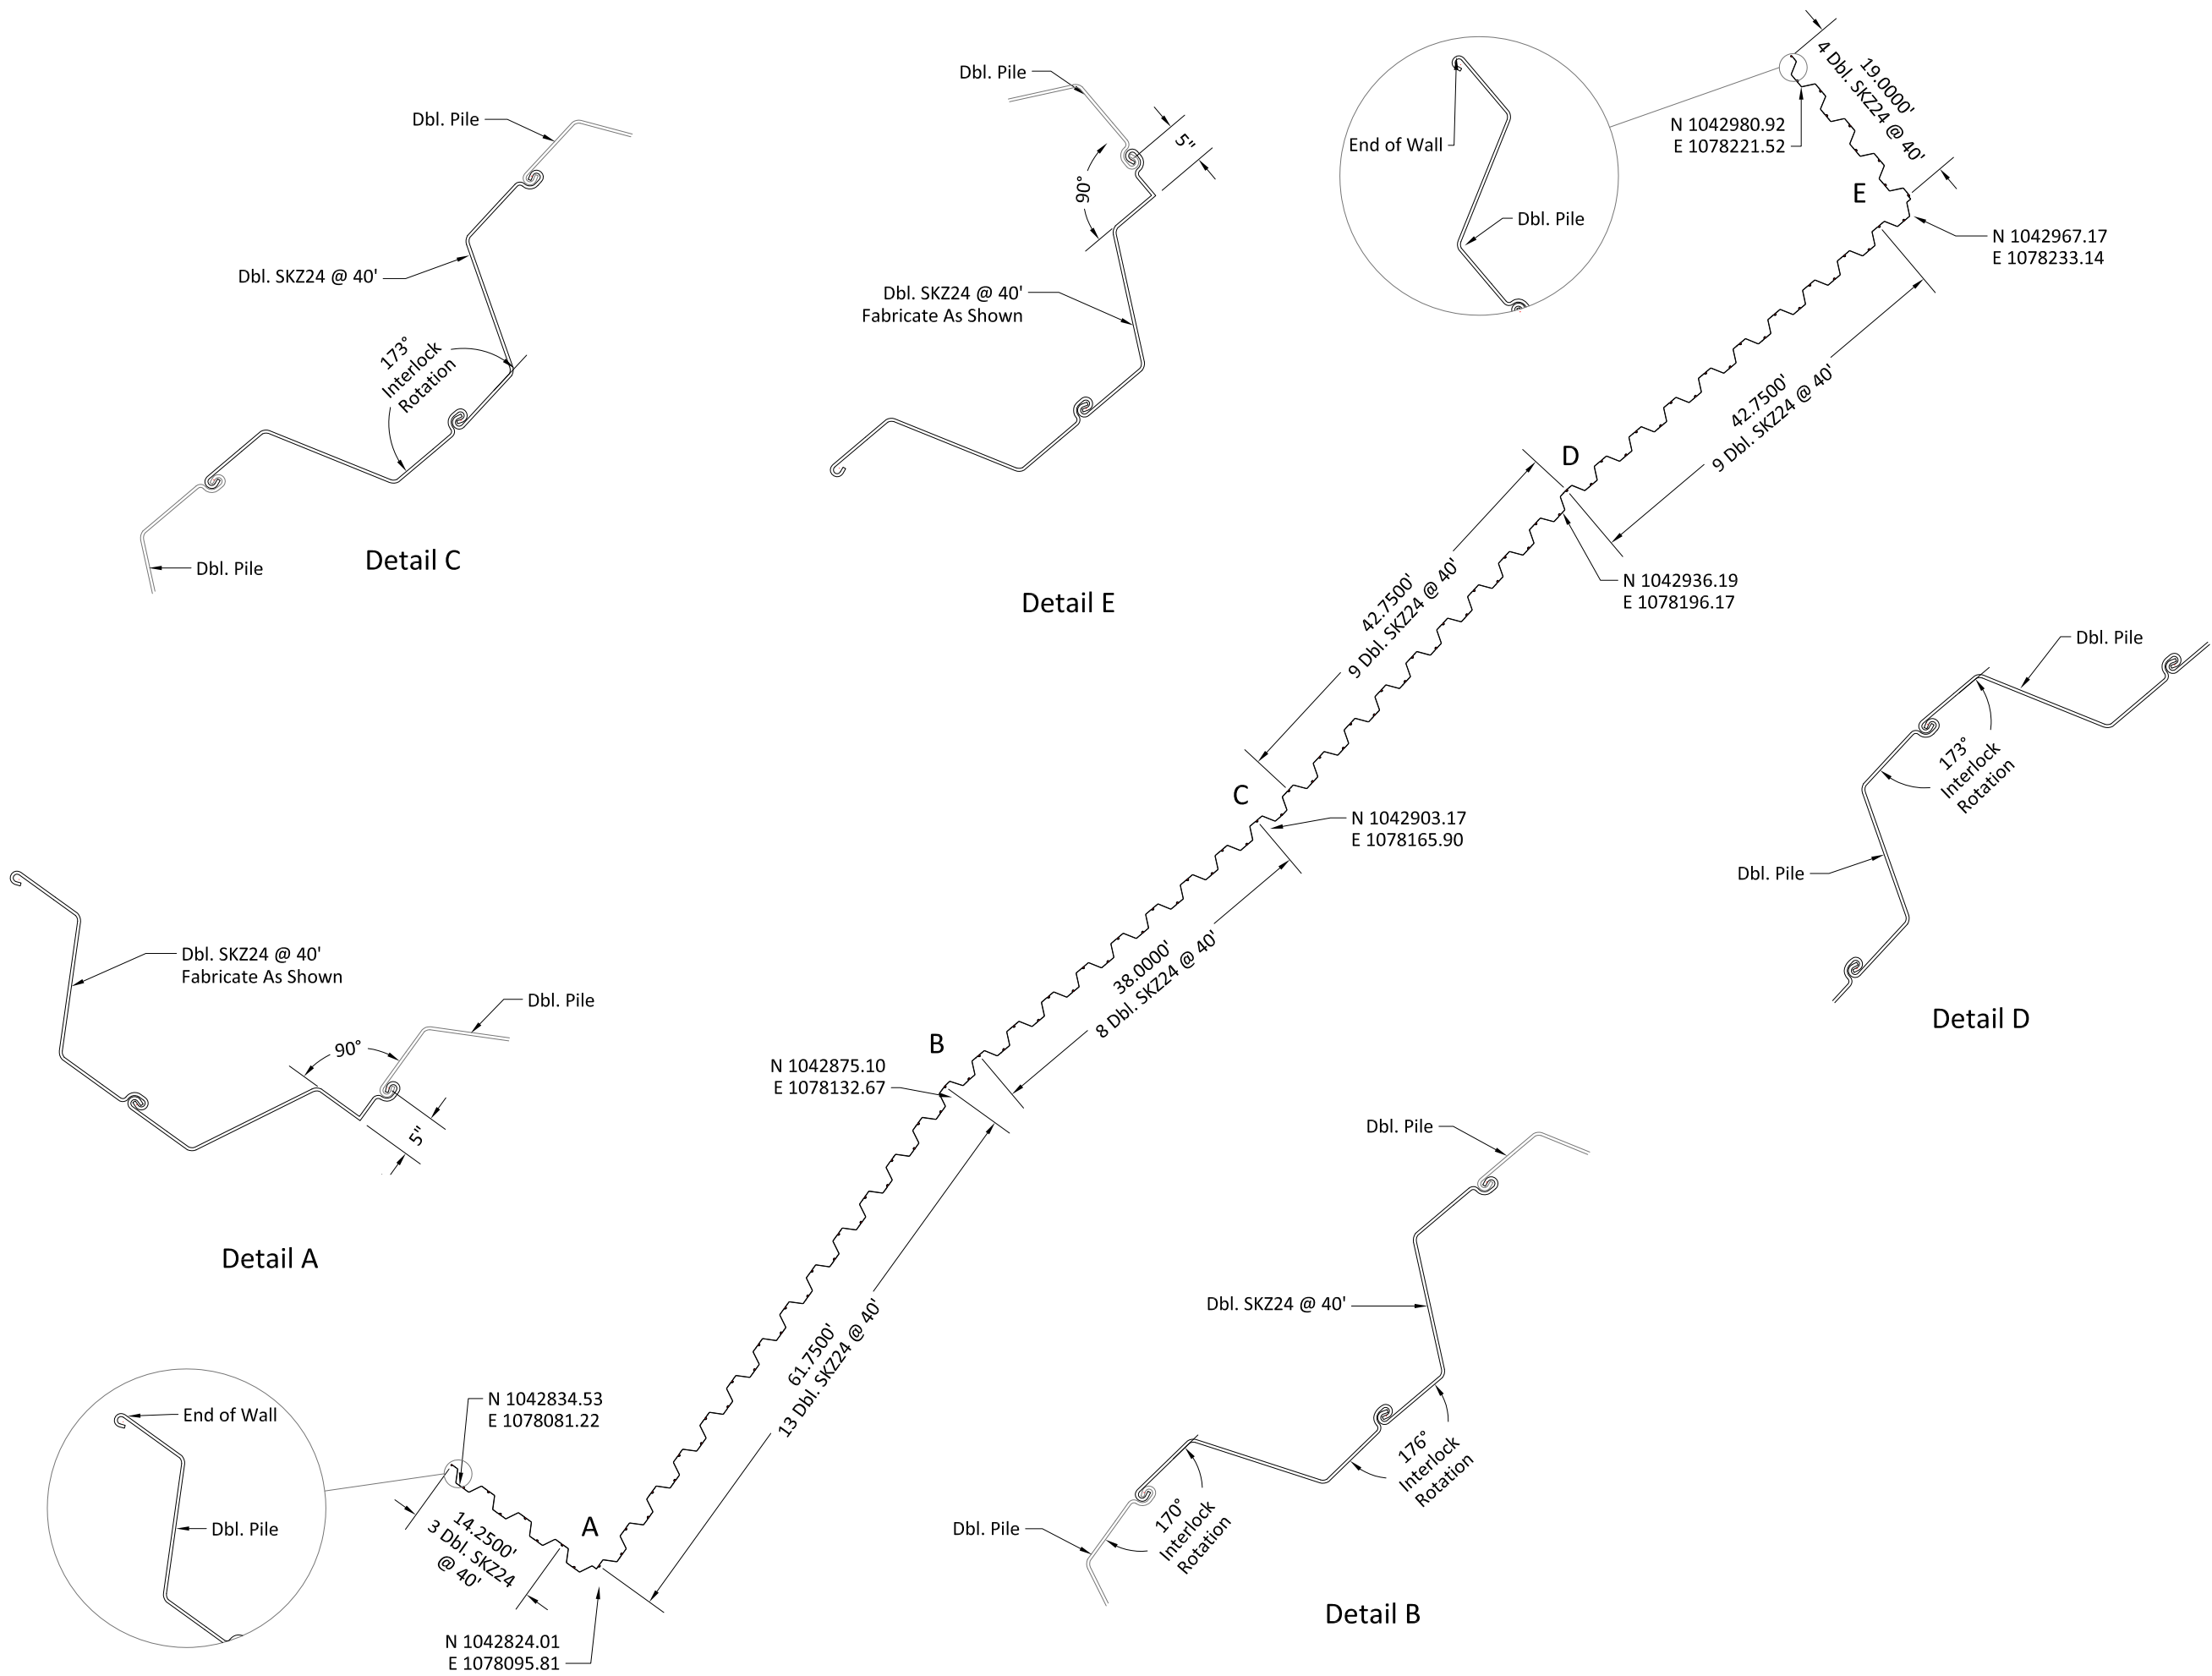 Dbl. Pile
Dbl. SKZ24 @ 40'
173°
Interlock
Rotation
Dbl. Pile
Detail C
Dbl. Pile
5"
90°
Dbl. SKZ24 @ 40'
Fabricate As Shown
Detail E
End of Wall
Dbl. Pile
19.0000'
4 Dbl. SKZ24 @ 40'
N 1042980.92
E 1078221.52
E
N 1042967.17
E 1078233.14
42.7500'
9 Dbl. SKZ24 @ 40'
D
N 1042936.19
E 1078196.17
42.7500'
9 Dbl. SKZ24 @ 40'
C
N 1042903.17
E 1078165.90
Dbl. Pile
173°
Interlock
Rotation
Dbl. Pile
Detail D
Dbl. SKZ24 @ 40'
Fabricate As Shown
Dbl. Pile
90°
5"
Detail A
38.0000'
8 Dbl. SKZ24 @ 40'
B
N 1042875.10
E 1078132.67
61.7500'
13 Dbl. SKZ24 @ 40'
Dbl. Pile
Dbl. SKZ24 @ 40'
176°
Interlock
Rotation
170°
Interlock
Rotation
Dbl. Pile
Detail B
End of Wall
Dbl. Pile
N 1042834.53
E 1078081.22
14.2500'
3 Dbl. SKZ24
@ 40'
A
N 1042824.01
E 1078095.81